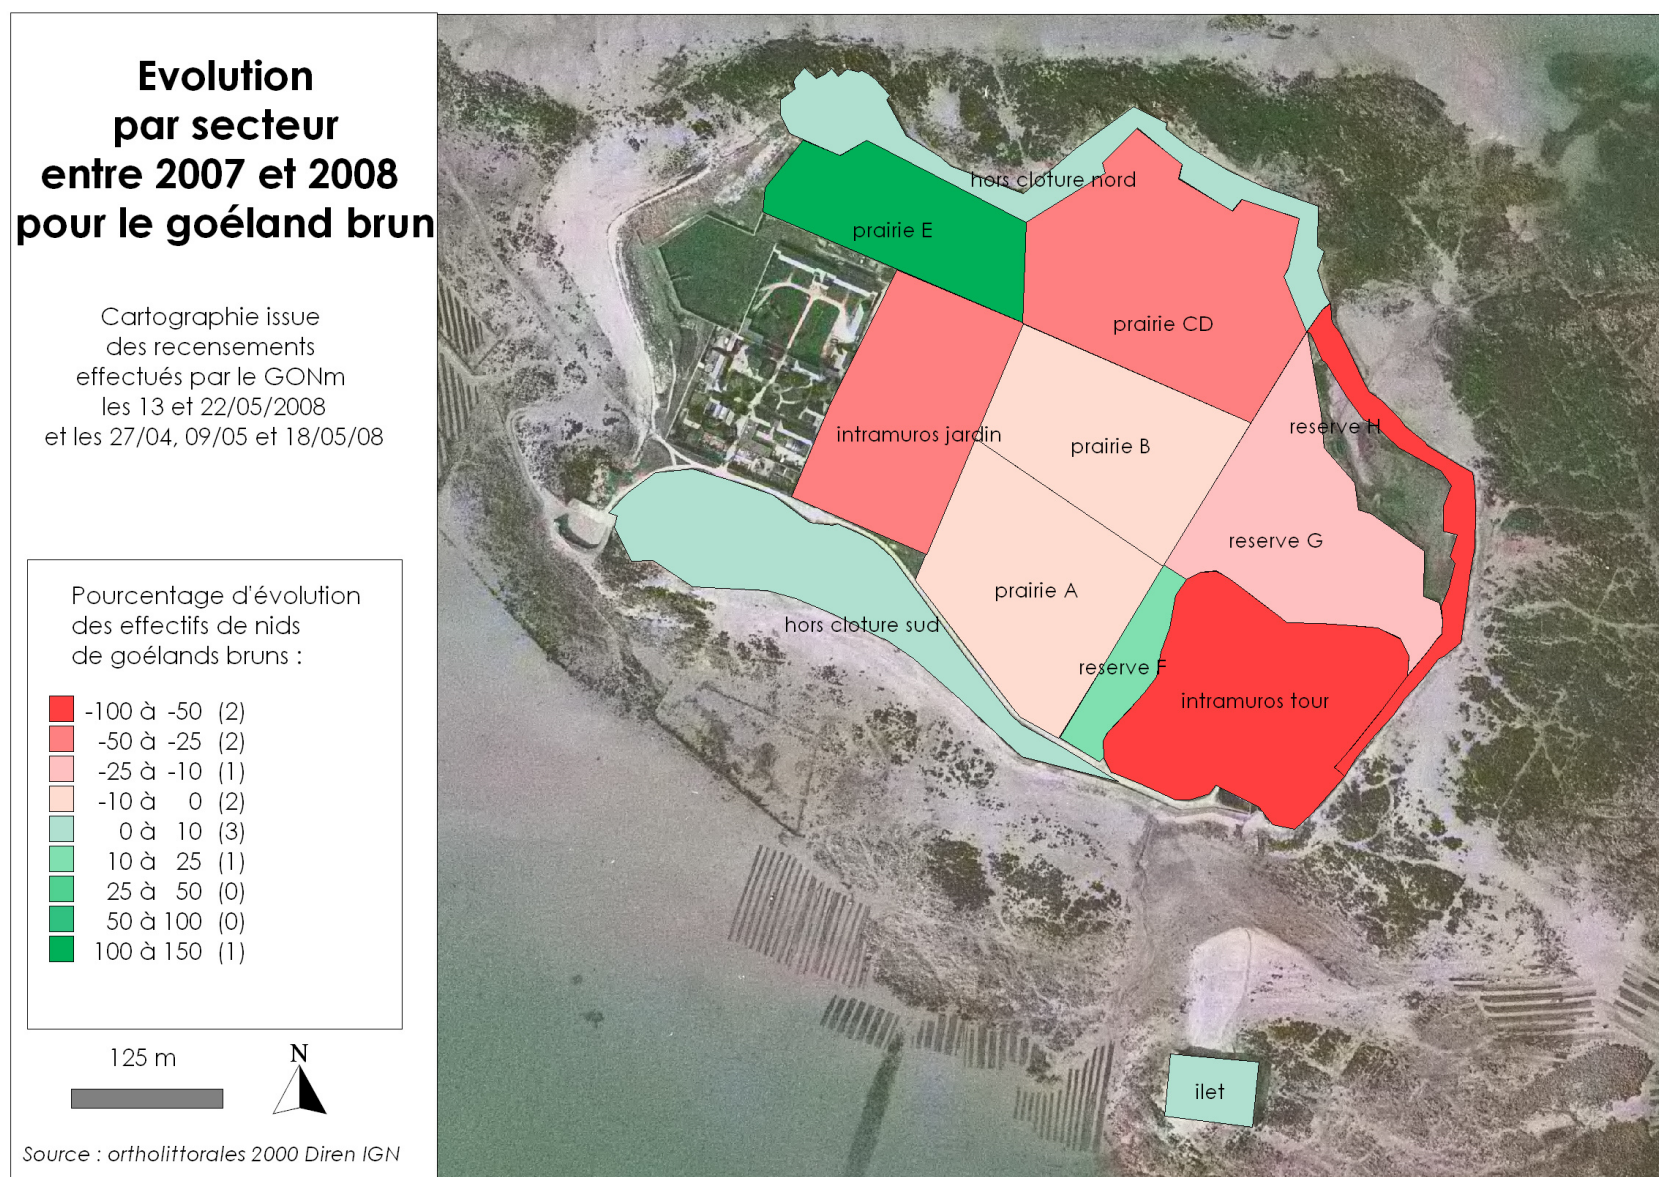 Evolution
par secteur
entre 2007 et 2008
pour le goéland brun
Cartographie issue
des recensements
effectués par le GONm
les 13 et 22/05/2008
et les 27/04, 09/05 et 18/05/08
Pourcentage d'évolution
des effectifs de nids
de goélands bruns :
-100 à -50 (2)
-50 à -25 (2)
-25 à -10 (1)
-10 à 0 (2)
0 à 10 (3)
10 à 25 (1)
25 à 50 (0)
50 à 100 (0)
100 à 150 (1)
125 m
N
Source : ortholittorales 2000 Diren IGN
hors cloture nord
prairie E
prairie CD
intramuros jardin
prairie B
reserve H
reserve G
prairie A
hors cloture sud
reserve F
intramuros tour
ilet